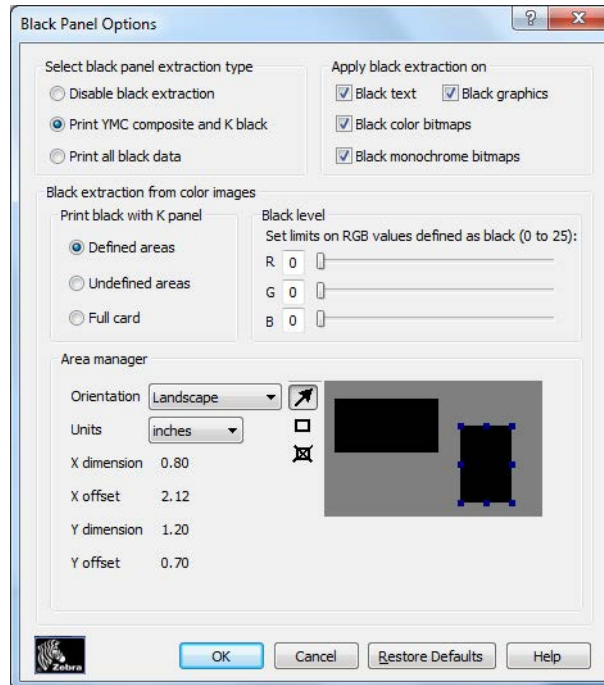 Black Panel Options
Select black panel extraction type
Disable black extraction
Print YMC composite and K black
Print all black data
Apply black extraction on
Black text
Black graphics
Black color bitmaps
Black monochrome bitmaps
Black extraction from color images
Print black with K panel
Defined areas
Undefined areas
Full card
Black level
Set limits on RGB values defined as black (0 to 25):
R 0
G 0
B 0
Area manager
Orientation Landscape
Units inches
X dimension 0.80
X offset 2.12
Y dimension 1.20
Y offset 0.70
Zebra
OK Cancel Restore Defaults Help